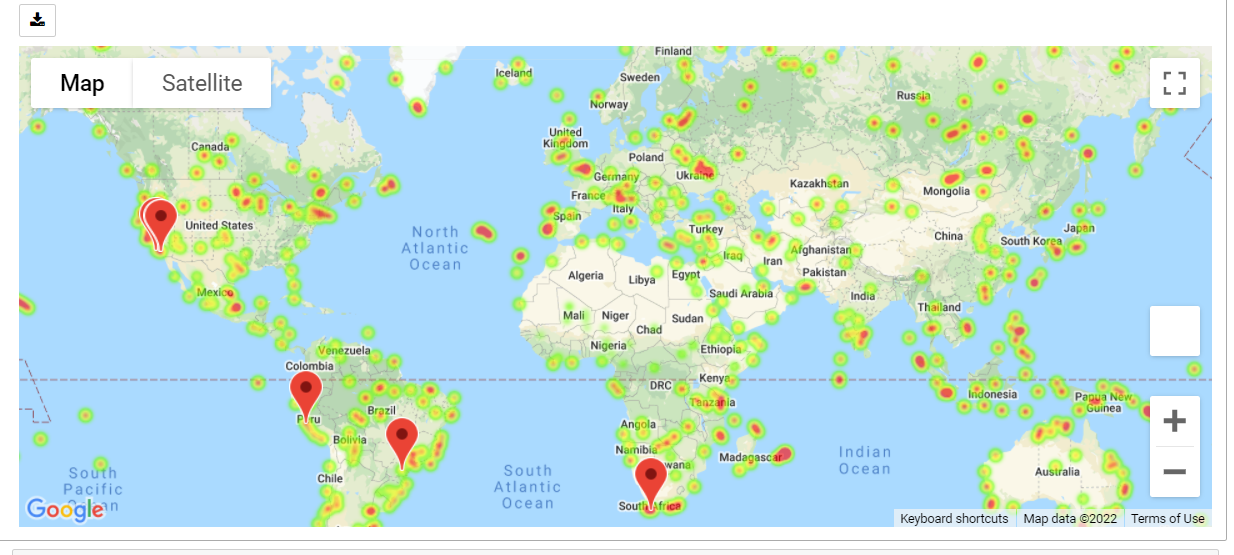 Map
Satellite
Finland
Iceland
Sweden
Norway
Russia
United
Kingdom
Canada
Poland
Germany
Ukraine
Kazakhstan
Mongolia
France
Italy
Spain
United States
North
Atlantic
Ocean
Turkey
China
South Korea
Japan
Iraq
Iran
Afghanistan
Pakistan
Algeria
Libya
Egypt
Saudi Arabia
India
Mexico
Mali
Niger
Chad
Sudan
Thailand
Nigeria
Ethiopia
Venezuela
Colombia
DRC
Kenya
Indonesia
Papua New
Guinea
Brazil
Peru
Tanzania
Angola
Bolivia
Namibia
wana
Madagascar
Indian
Ocean
South
Pacific
an
Chile
South
Atlantic
Ocean
Australia
South Africa
Google
Keyboard shortcuts
Map data ©2022
Terms of Use